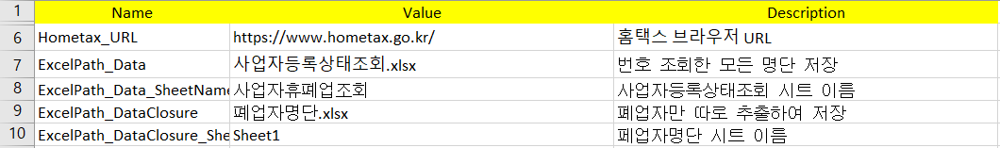 1 Name Value Description
6 Hometax_URL https://www.hometax.go.kr/ 홈택스 브라우저 URL
7 ExcelPath_Data 사업자등록상태조회.xlsx 번호 조회한 모든 명단 저장
8 ExcelPath_Data_SheetName 사업자휴폐업조회 사업자등록상태조회 시트 이름
9 ExcelPath_DataClosure 폐업자명단.xlsx 폐업자만 따로 추출하여 저장
10 ExcelPath_DataClosure_She Sheet1 폐업자명단 시트 이름